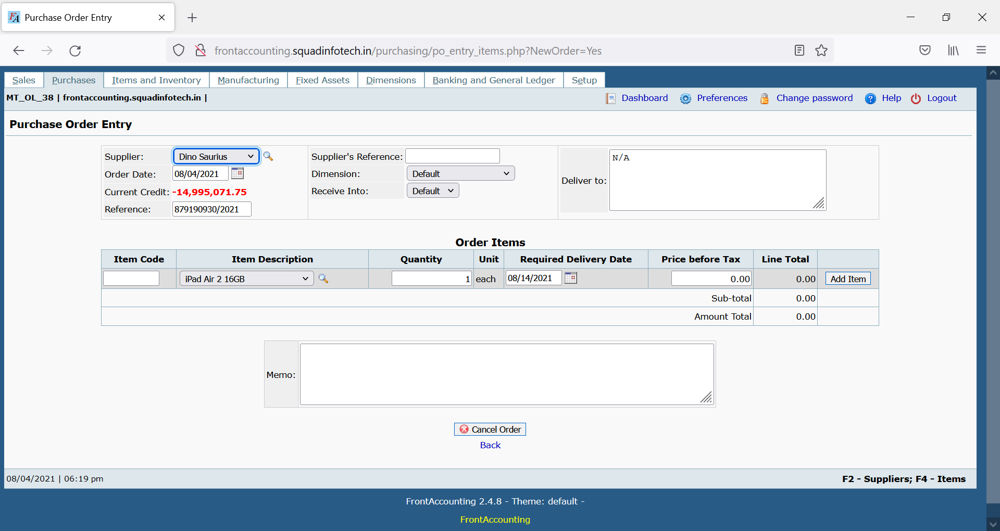 Purchase Order Entry
frontaccounting.squadinfotech.in/purchasing/po_entry_items.php?NewOrder=Yes
Sales Purchases Items and Inventory Manufacturing Fixed Assets Dimensions Banking and General Ledger Setup
MT_OL_38 | frontaccounting.squadinfotech.in |
Dashboard Preferences Change password Help Logout
Purchase Order Entry
Supplier: Dino Saurius
Order Date: 08/04/2021
Current Credit: -14,995,071.75
Reference: 879190930/2021
Supplier's Reference:
Dimension: Default
Receive Into: Default
Deliver to: N/A
Order Items
Item Code Item Description Quantity Unit Required Delivery Date Price before Tax Line Total
iPad Air 2 16GB 1 each 08/14/2021 0.00 0.00 Add Item
Sub-total 0.00
Amount Total 0.00
Memo:
Cancel Order
Back
08/04/2021 | 06:19 pm
F2 - Suppliers; F4 - Items
FrontAccounting 2.4.8 - Theme: default -
FrontAccounting